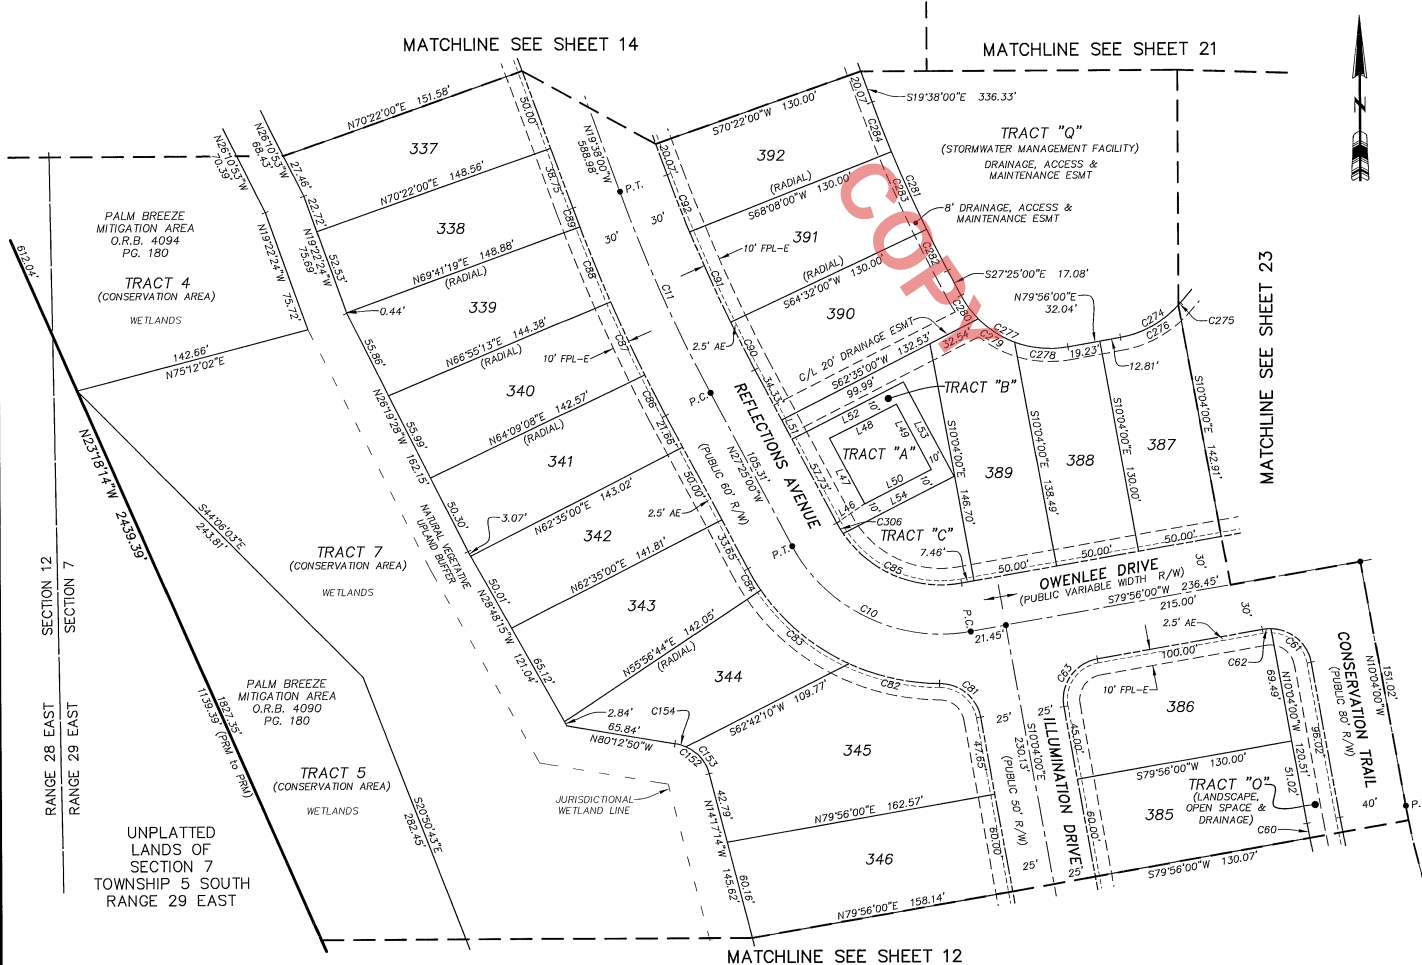 MATCHLINE SEE SHEET 14
MATCHLINE SEE SHEET 21
N70°22'00"E 151.58'
50.00'
S70°22'00"W 130.00'
20.07'
S19°38'00"E 336.33'
N
N26°10'53"W
70.39'
N26°10'53"W
68.43'
27.46'
337
N19°38'00"W
588.98'
20.07'
392
C284
TRACT "Q"
(STORMWATER MANAGEMENT FACILITY)
DRAINAGE, ACCESS &
MAINTENANCE ESMT
N70°22'00"E 148.56'
38.75'
P.T.
(RADIAL)
S68°08'00"W 130.00'
C283
C281
22.72'
PALM BREEZE
MITIGATION AREA
O.R.B. 4094
PG. 180
N19°22'24"W
75.72'
N19°22'24"W
75.69'
52.53'
338
C89
30'
30'
C92
391
8' DRAINAGE, ACCESS &
MAINTENANCE ESMT
COPY
612.04'
N69°41'19"E 148.88'
(RADIAL)
C88
10' FPL-E
(RADIAL)
S64°32'00"W 130.00'
C282
TRACT 4
(CONSERVATION AREA)
WETLANDS
0.44'
339
C11
C91
S27°25'00"E 17.08'
390
C280
N79°56'00"E
32.04'
C274
C276
C275
MATCHLINE SEE SHEET 23
142.66'
N75°12'02"E
55.86'
N66°55'13"E 144.38'
(RADIAL)
10' FPL-E
C87
2.5' AE
C90
C/L 20' DRAINAGE ESMT
S62°35'00"W 132.53'
32.54'
99.99'
C277
C279
C278
19.23'
12.81'
340
P.C.
REFLECTIONS AVENUE
34.33'
TRACT "B"
N26°19'28"W 162.15'
55.99'
N64°09'08"E 142.57'
(RADIAL)
C86
21.66'
L51
L52
10'
L48
L49
L53
S10°04'00"E 146.70'
S10°04'00"E 138.49'
S10°04'00"E 130.00'
S10°04'00"E 142.91'
N23°18'14"W 2439.39'
341
(PUBLIC 60' R/W)
N27°25'00"W
105.31'
57.73'
TRACT "A"
L47
L50
10'
10'
L54
L46
10'
389
388
387
50.30'
3.07'
N62°35'00"E 143.02'
50.00'
2.5' AE
NATURAL VEGETATIVE
UPLAND BUFFER
S44°06'03"E
243.81'
342
C306
TRACT "C"
7.46'
TRACT 7
(CONSERVATION AREA)
WETLANDS
N62°35'00"E 141.81'
33.65'
P.T.
C85
50.00'
50.00'
50.00'
30'
SECTION 12
SECTION 7
N28°48'15"W 121.04'
50.01'
343
C84
OWENLEE DRIVE
(PUBLIC VARIABLE WIDTH R/W)
S79°56'00"W 236.45'
215.00'
30'
C10
P.C.
21.45'
N55°56'44"E 142.05'
(RADIAL)
C83
2.5' AE
C61
C62
65.12'
344
C82
C81
C63
100.00'
10' FPL-E
CONSERVATION TRAIL
(PUBLIC 80' R/W)
N10°04'00"W
151.02'
PALM BREEZE
MITIGATION AREA
O.R.B. 4090
PG. 180
1827.35'
1139.39' (PRM to PRM)
2.84'
C154
65.84'
N80°12'50"W
S62°42'10"W 109.77'
C152
C153
25'
25'
386
69.49'
N10°04'00"W 120.51'
RANGE 28 EAST
RANGE 29 EAST
345
47.65'
S10°04'00"E
230.13'
(PUBLIC 50' R/W)
ILLUMINATION DRIVE
45.00'
96.02'
TRACT 5
(CONSERVATION AREA)
WETLANDS
JURISDICTIONAL
WETLAND LINE
42.79'
N14°17'14"W 145.62'
S79°56'00"W 130.00'
51.02'
TRACT "O"
(LANDSCAPE,
OPEN SPACE &
DRAINAGE)
40'
P.
S20°50'43"E
282.45'
N79°56'00"E 162.57'
60.00'
60.00'
385
C60
UNPLATTED
LANDS OF
SECTION 7
TOWNSHIP 5 SOUTH
RANGE 29 EAST
346
60.16'
25'
25'
S79°56'00"W 130.07'
N79°56'00"E 158.14'
MATCHLINE SEE SHEET 12